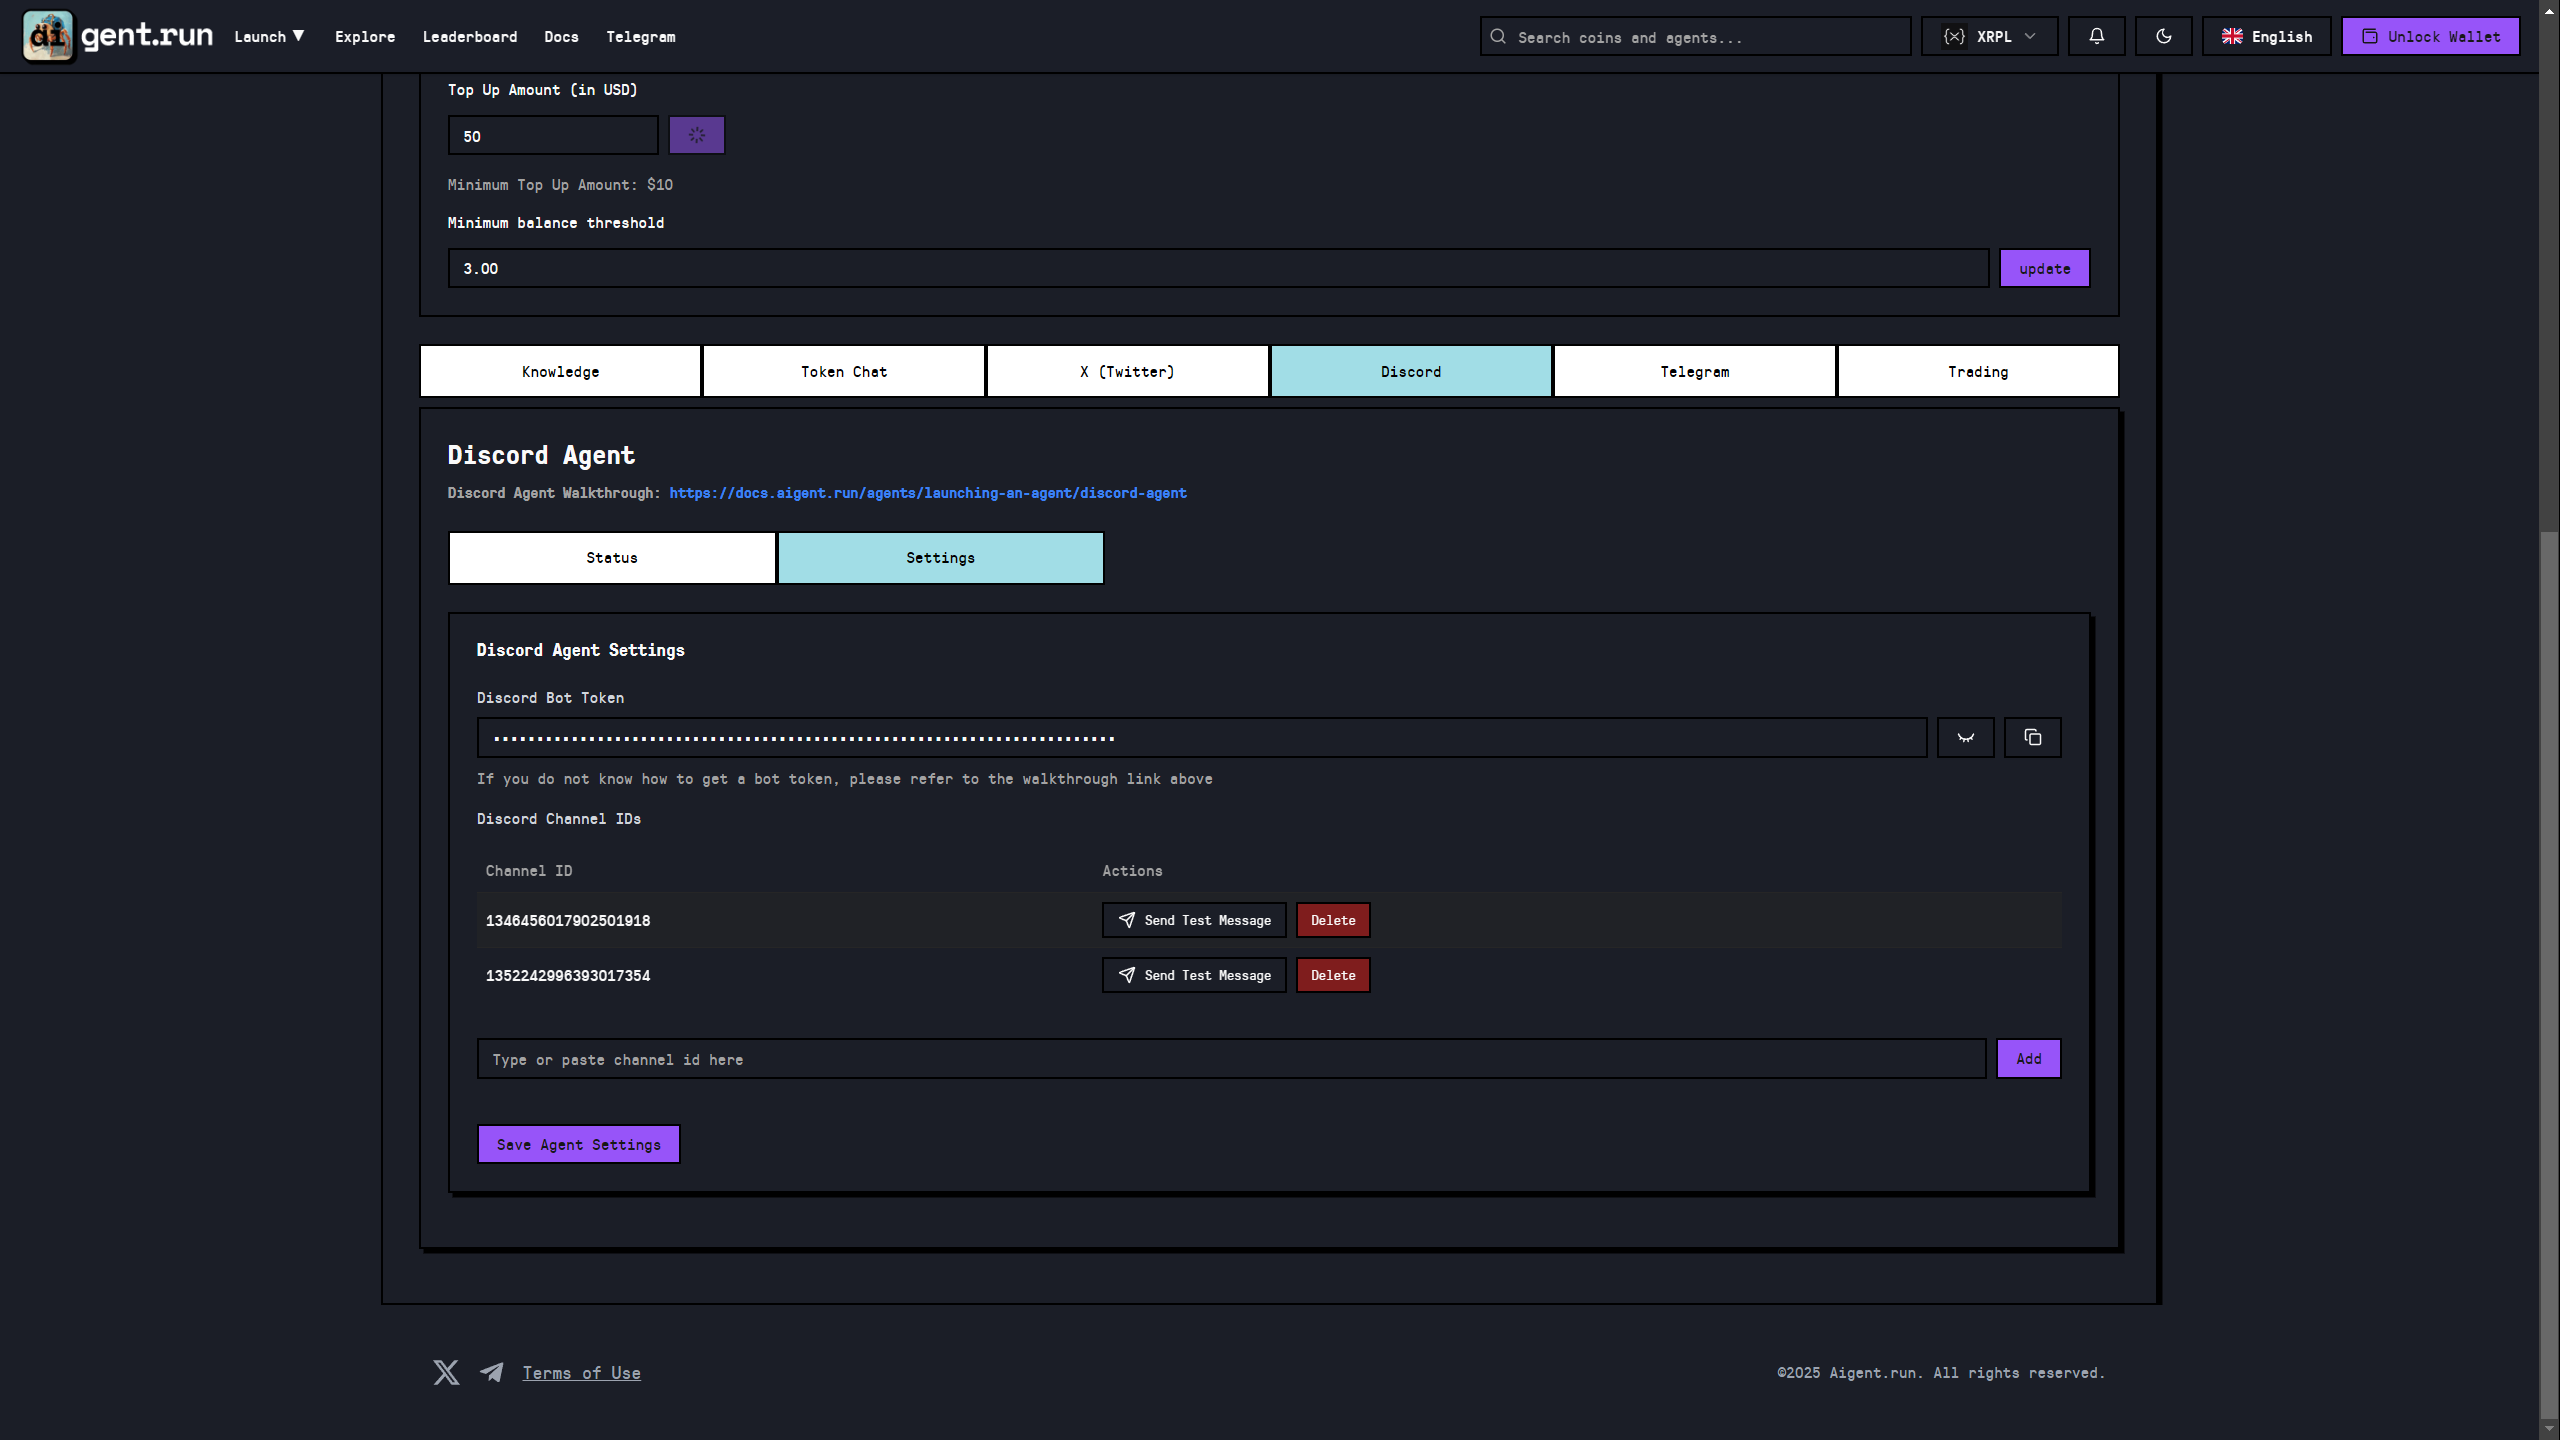 di gent.run Launch ▼ Explore Leaderboard Docs Telegram Search coins and agents... {X} XRPL English Unlock Wallet
Top Up Amount (in USD)
50
Minimum Top Up Amount: $10
Minimum balance threshold
3.00 update
Knowledge Token Chat X (Twitter) Discord Telegram Trading
Discord Agent
Discord Agent Walkthrough: https://docs.aigent.run/agents/launching-an-agent/discord-agent
Status Settings
Discord Agent Settings
Discord Bot Token
If you do not know how to get a bot token, please refer to the walkthrough link above
Discord Channel IDs
Channel ID Actions
1346456017902501918 Send Test Message Delete
1352242996393017354 Send Test Message Delete
Type or paste channel id here Add
Save Agent Settings
Terms of Use ©2025 Aigent.run. All rights reserved.